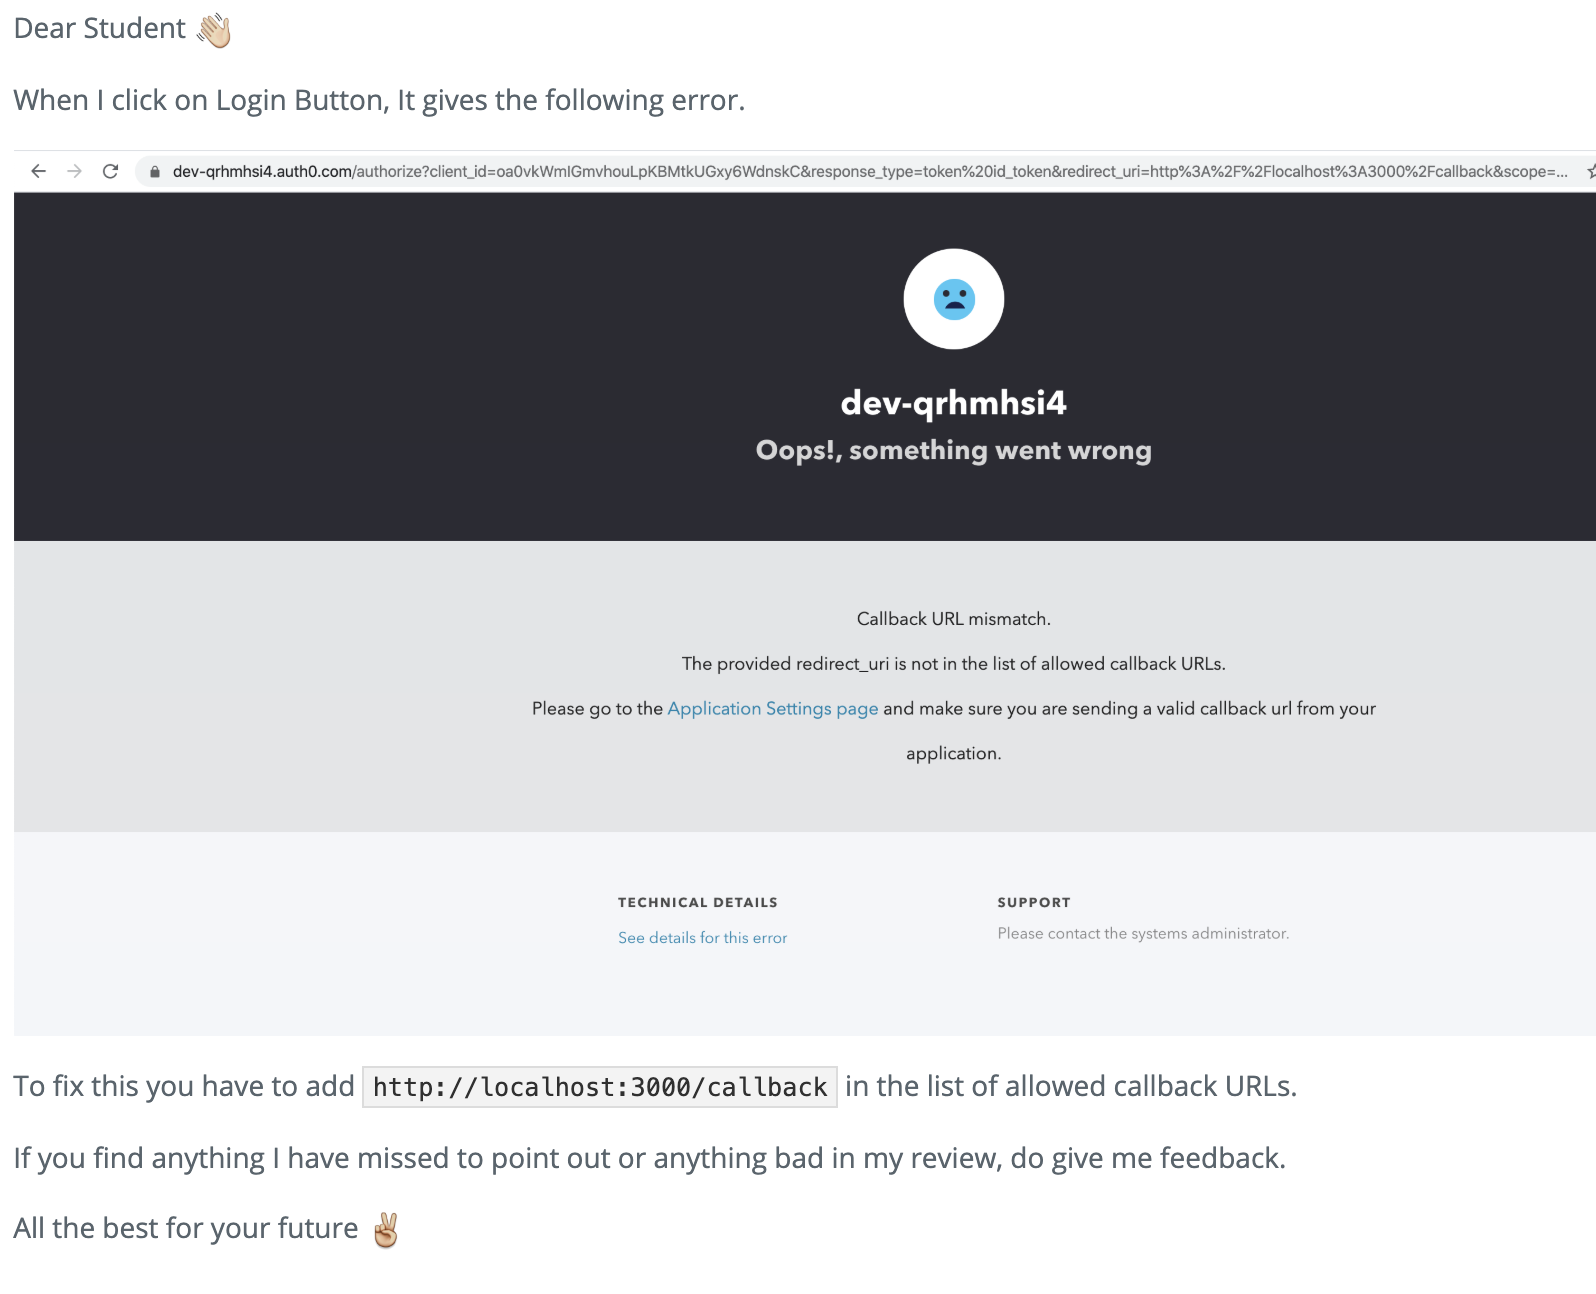 Dear Student 👋🏼
When I click on Login Button, It gives the following error.
dev-qrhmhsi4.auth0.com/authorize?client_id=oa0vkWmIGmvhouLpKBMtkUGxy6WdnskC&response_type=token%20id_token&redirect_uri=http%3A%2F%2Flocalhost%3A3000%2Fcallback&scope=...
dev-qrhmhsi4
Oops!, something went wrong
Callback URL mismatch.
The provided redirect_uri is not in the list of allowed callback URLs.
Please go to the Application Settings page and make sure you are sending a valid callback url from your
application.
TECHNICAL DETAILS
See details for this error
SUPPORT
Please contact the systems administrator.
To fix this you have to add http://localhost:3000/callback in the list of allowed callback URLs.
If you find anything I have missed to point out or anything bad in my review, do give me feedback.
All the best for your future ✌🏼